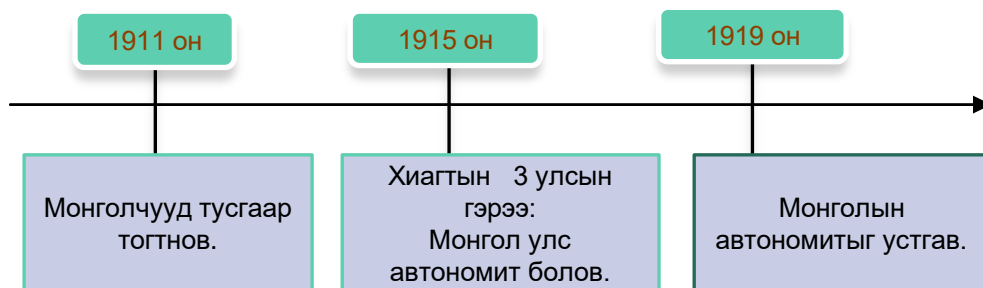 1911 он
1915 он
1919 он
Монголчууд тусгаар
тогтнов.
Хиагтын 3 улсын
гэрээ:
Монгол улс
автономит болов.
Монголын
автономитыг устгав.